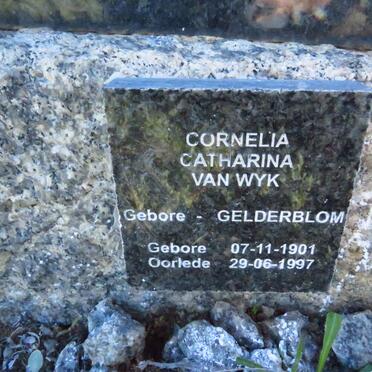 CORNELIA
CATHARINA
VAN WYK
Gebore - GELDERBLOM
Gebore 07-11-1901
Oorlede 29-06-1997